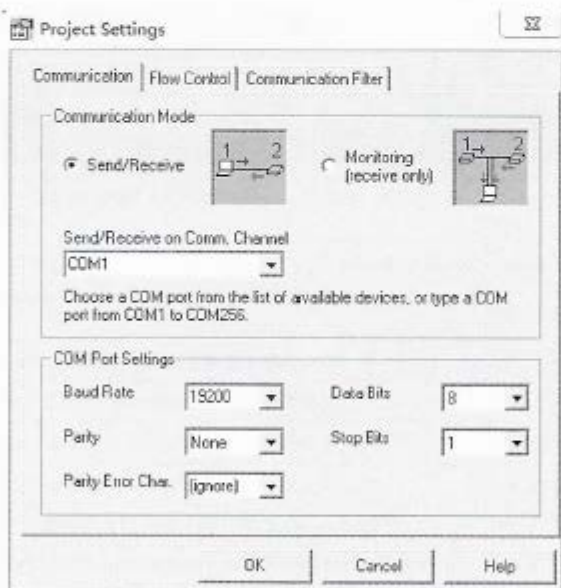 Project Settings
Communication Flow Control Communication Filter
Communication Mode
Send/Receive
1 2
Monitoring
(receive only)
1 2
Send/Receive on Comm. Channel
COM1
Choose a COM port from the list of available devices, or type a COM
port from COM1 to COM256.
COM Port Settings
Baud Rate 19200 Data Bits 8
Parity None Stop Bits 1
Parity Error Char. (ignore)
OK Cancel Help